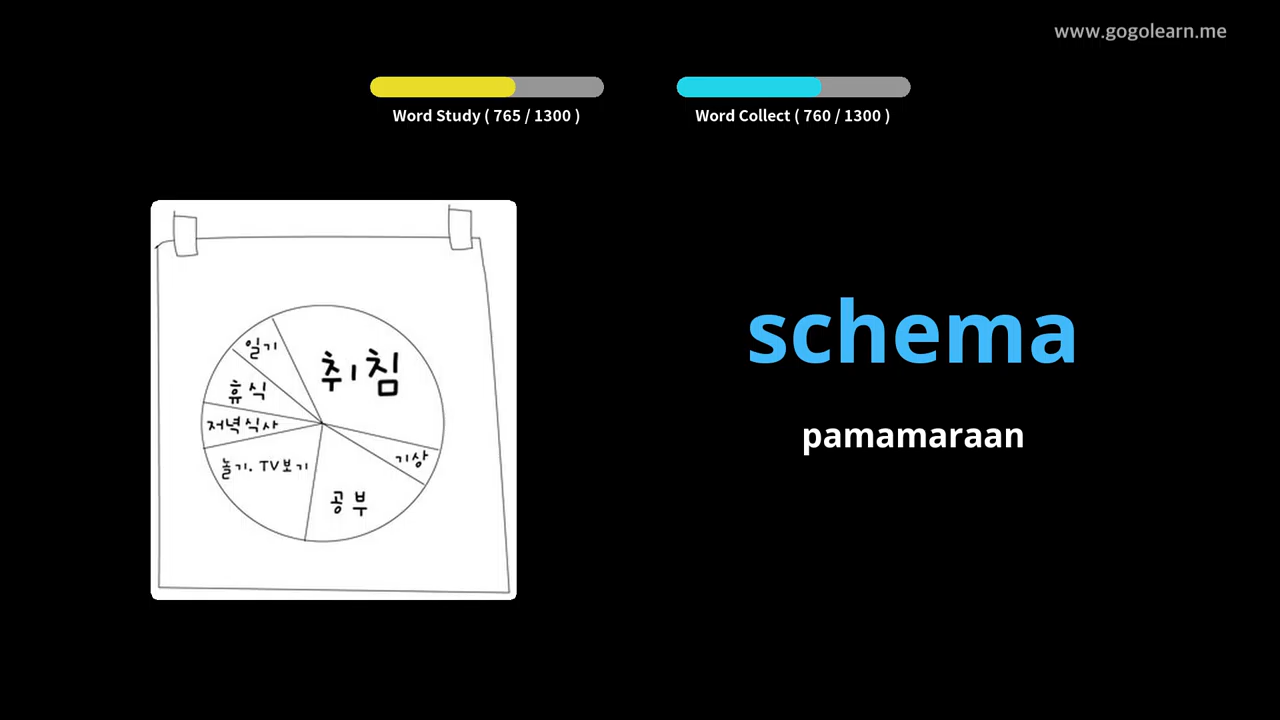 www.gogolearn.me
Word Study ( 765 / 1300 )
Word Collect ( 760 / 1300 )
일기
취침
휴식
저녁식사
놀기. TV보기
기상
공부
schema
pamamaraan